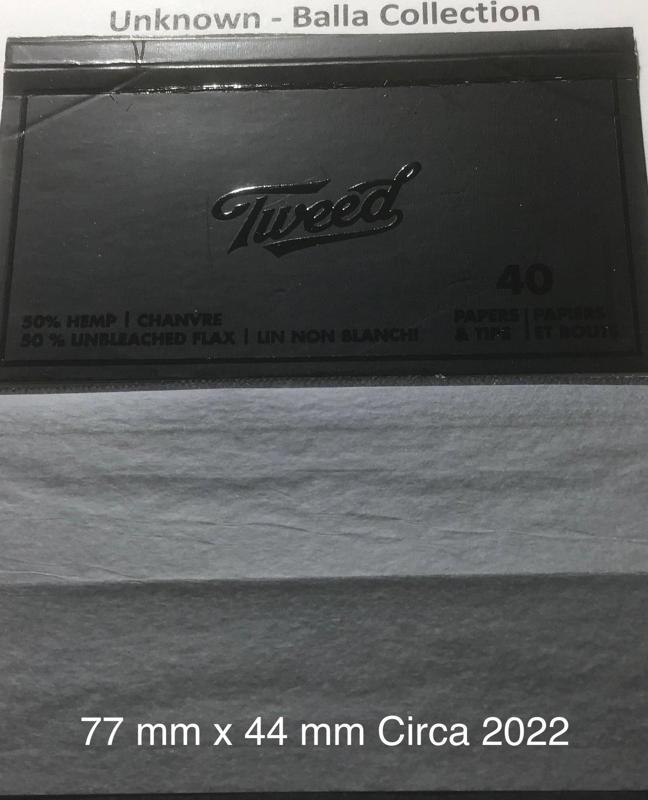 Unknown - Balla Collection
Tweed
40
50% HEMP | CHANVRE
50 % UNBLEACHED FLAX | LIN NON BLANCHI
PAPERS | PAPIERS
& TIPS | ET BOUTS
77 mm x 44 mm Circa 2022